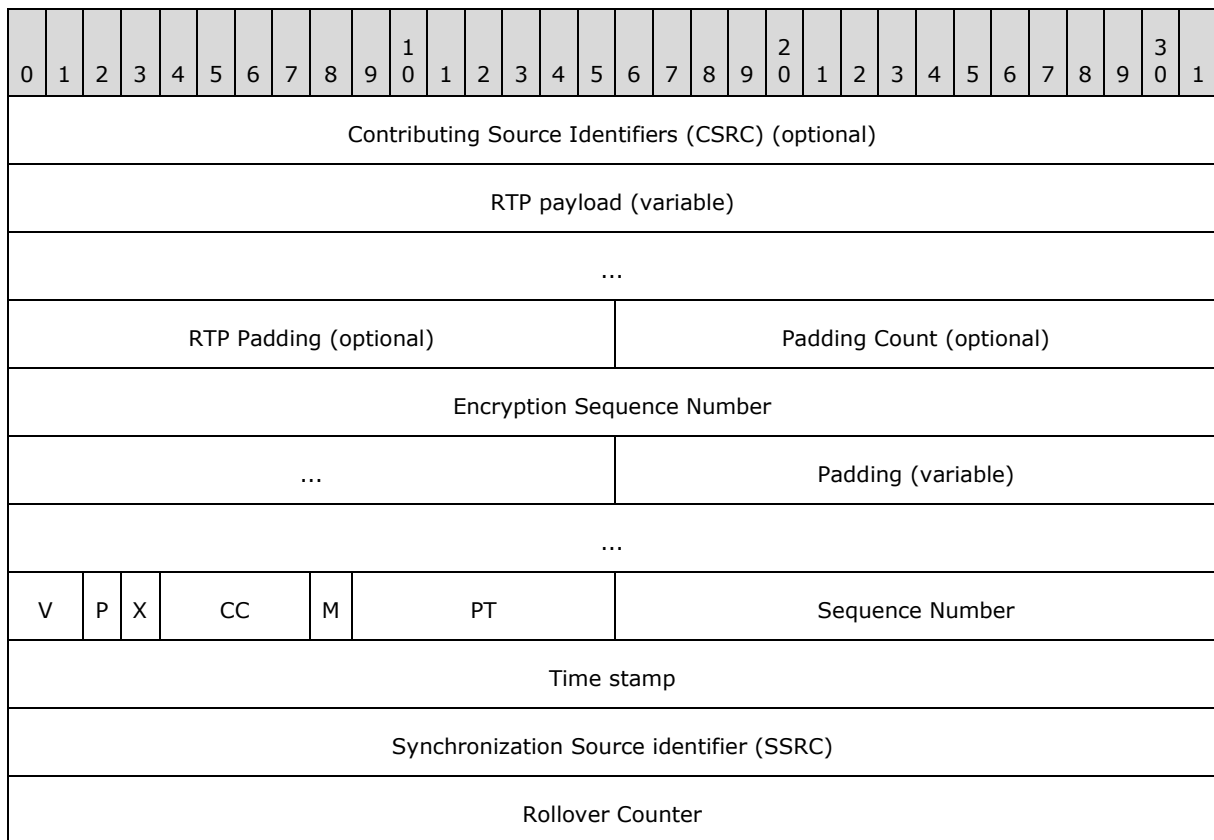 1 2 3
0 1 2 3 4 5 6 7 8 9 0 1 2 3 4 5 6 7 8 9 0 1 2 3 4 5 6 7 8 9 0 1
Contributing Source Identifiers (CSRC) (optional)
RTP payload (variable)
...
RTP Padding (optional) Padding Count (optional)
Encryption Sequence Number
... Padding (variable)
...
V P X CC M PT Sequence Number
Time stamp
Synchronization Source identifier (SSRC)
Rollover Counter